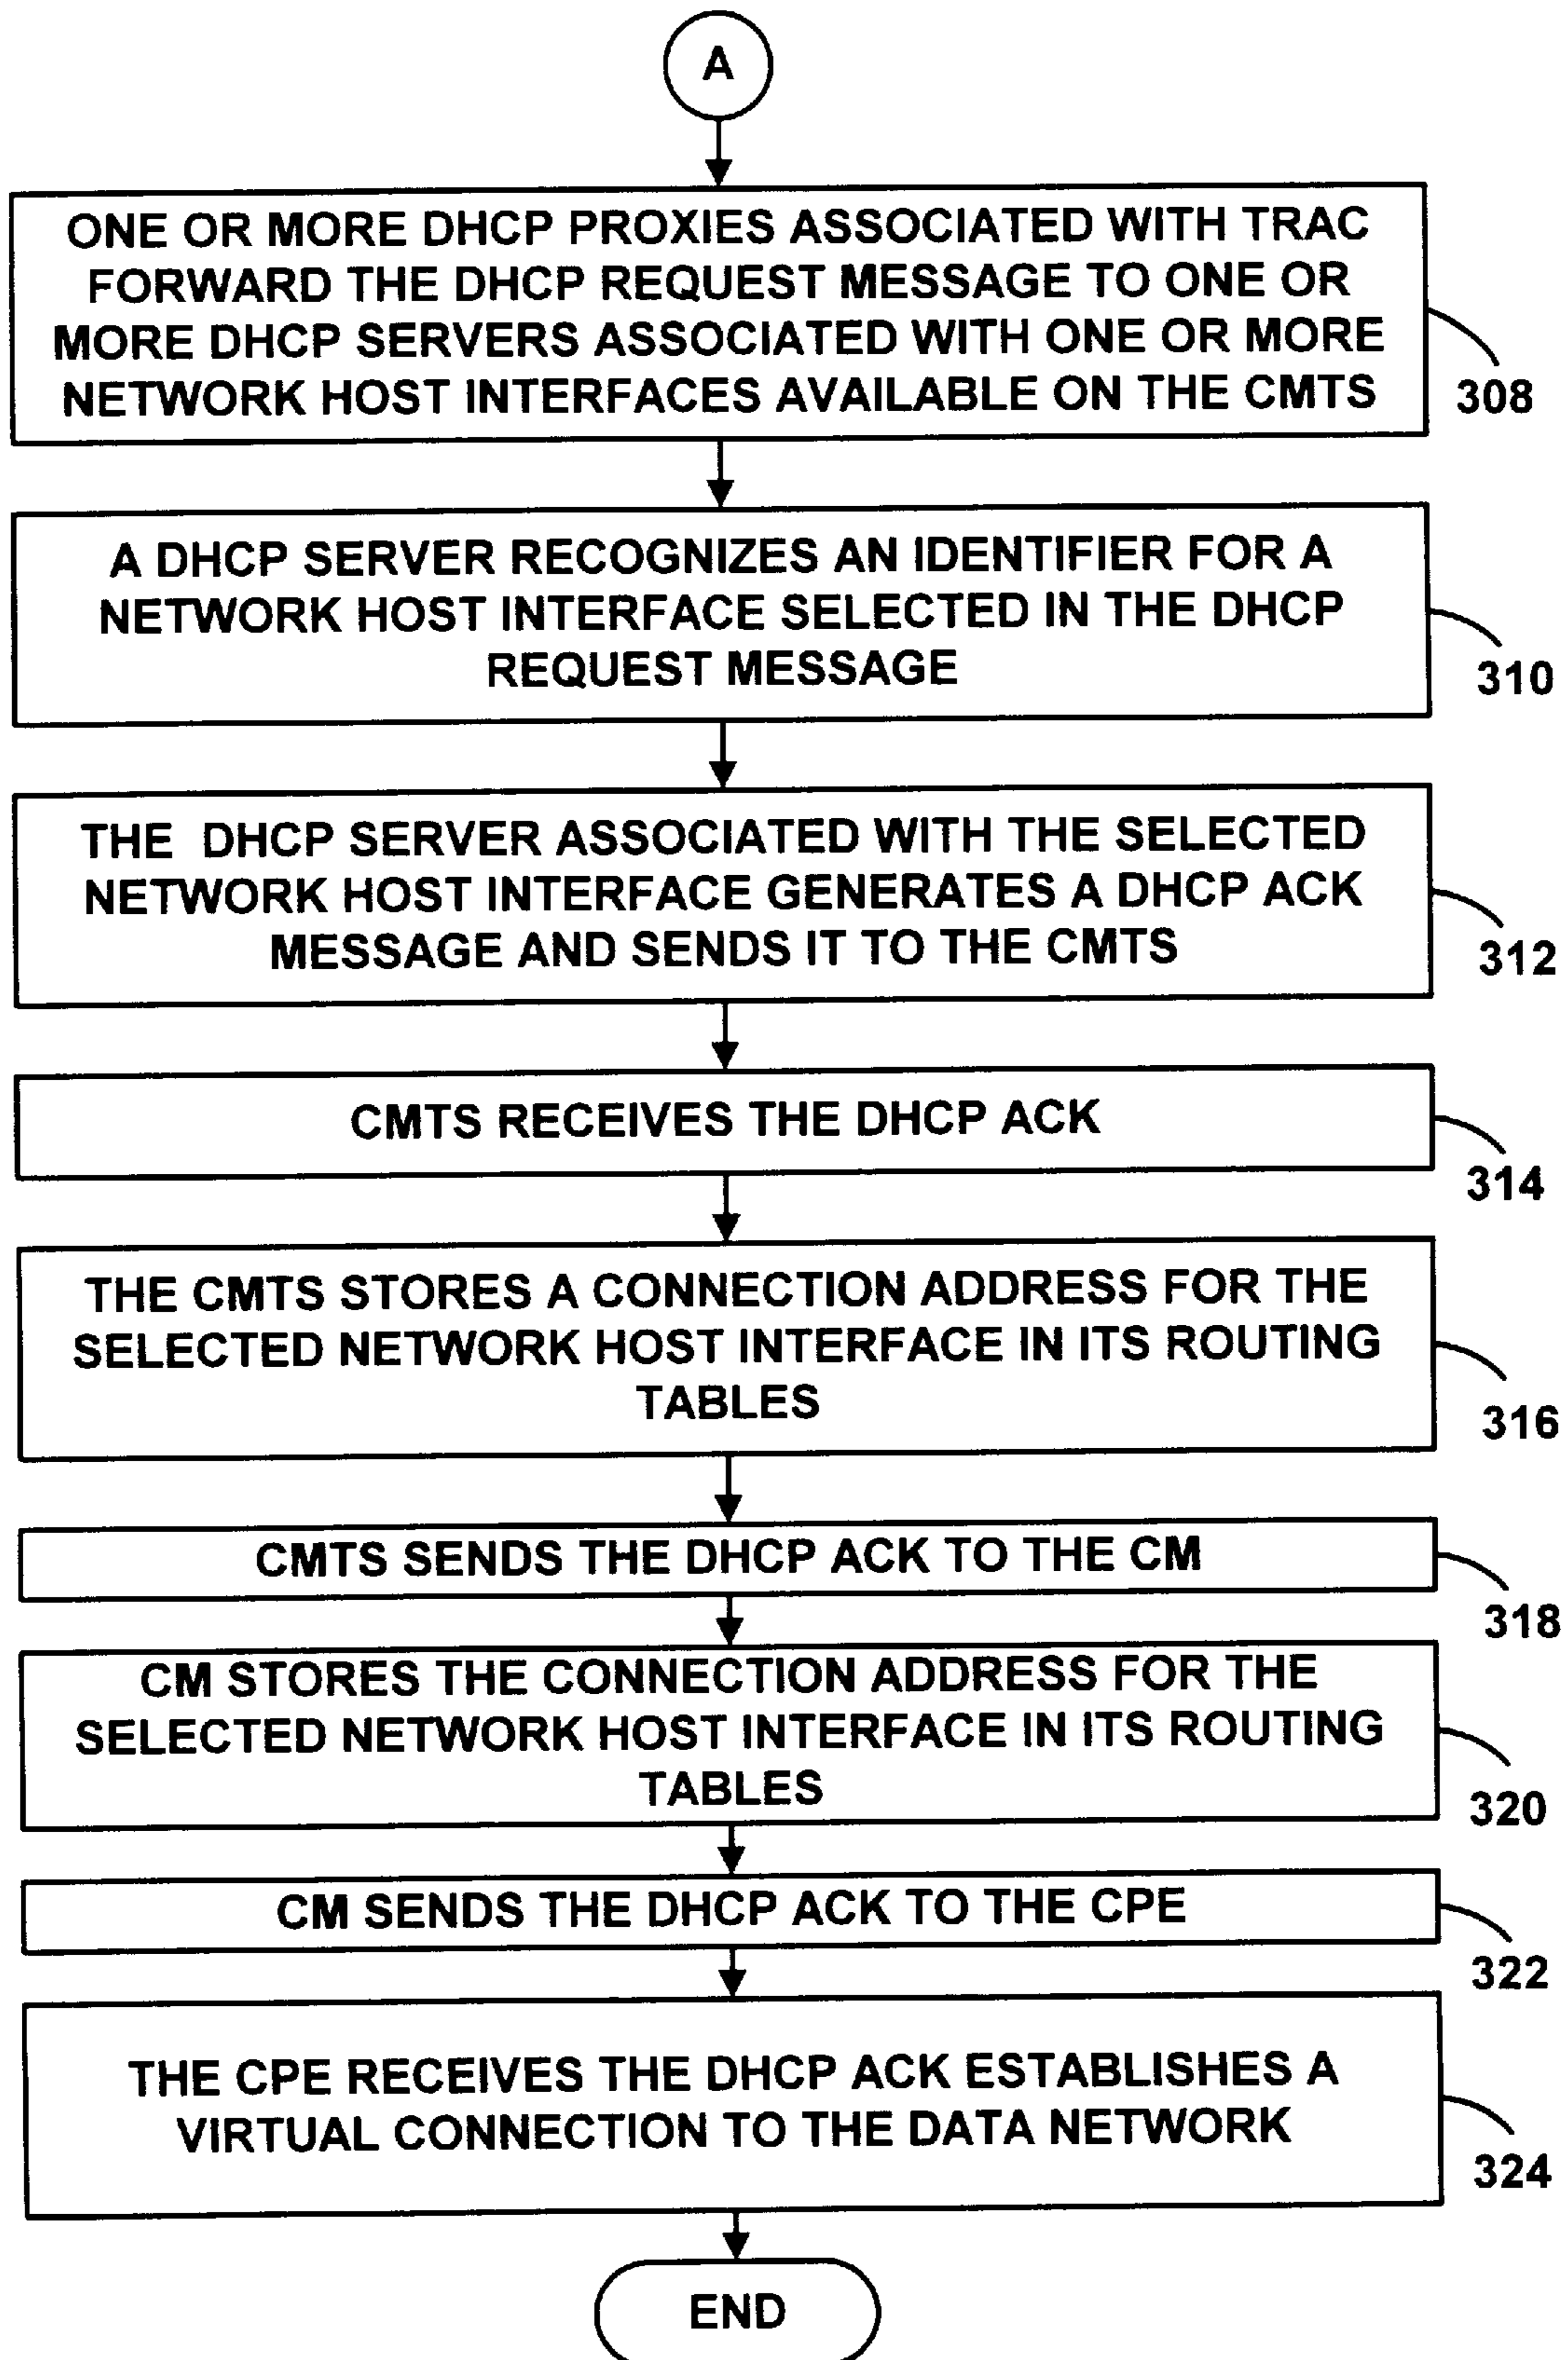 A
ONE OR MORE DHCP PROXIES ASSOCIATED WITH TRAC
FORWARD THE DHCP REQUEST MESSAGE TO ONE OR
MORE DHCP SERVERS ASSOCIATED WITH ONE OR MORE
NETWORK HOST INTERFACES AVAILABLE ON THE CMTS
308
A DHCP SERVER RECOGNIZES AN IDENTIFIER FOR A
NETWORK HOST INTERFACE SELECTED IN THE DHCP
REQUEST MESSAGE
310
THE DHCP SERVER ASSOCIATED WITH THE SELECTED
NETWORK HOST INTERFACE GENERATES A DHCP ACK
MESSAGE AND SENDS IT TO THE CMTS
312
CMTS RECEIVES THE DHCP ACK
314
THE CMTS STORES A CONNECTION ADDRESS FOR THE
SELECTED NETWORK HOST INTERFACE IN ITS ROUTING
TABLES
316
CMTS SENDS THE DHCP ACK TO THE CM
318
CM STORES THE CONNECTION ADDRESS FOR THE
SELECTED NETWORK HOST INTERFACE IN ITS ROUTING
TABLES
320
CM SENDS THE DHCP ACK TO THE CPE
322
THE CPE RECEIVES THE DHCP ACK ESTABLISHES A
VIRTUAL CONNECTION TO THE DATA NETWORK
324
END